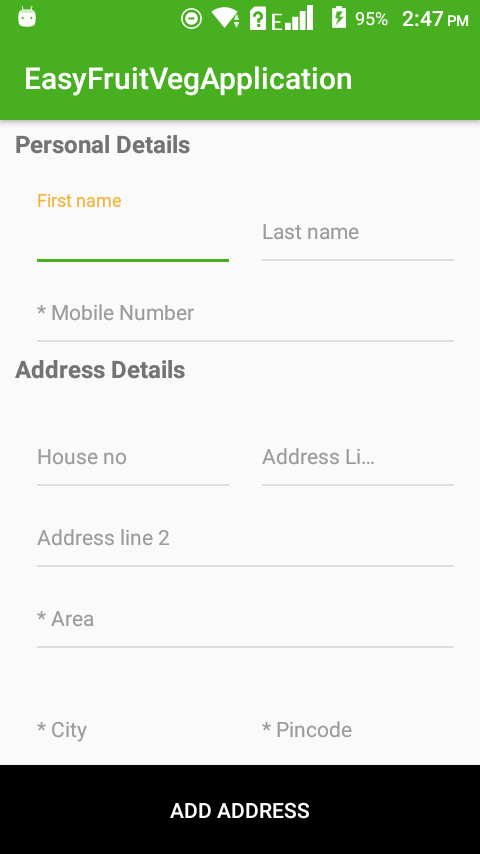 E 95% 2:47 PM
EasyFruitVegApplication
Personal Details
First name
Last name
* Mobile Number
Address Details
House no
Address Li...
Address line 2
* Area
* City
* Pincode
ADD ADDRESS